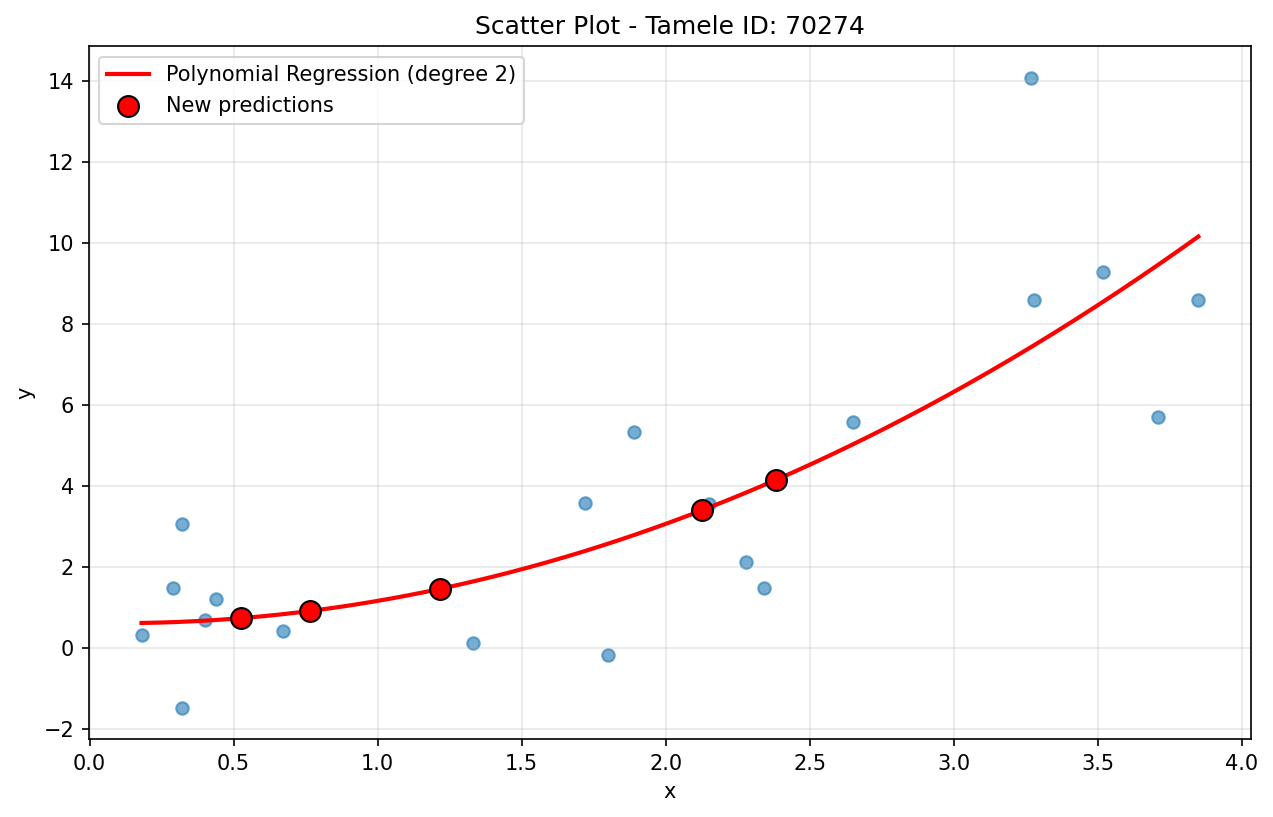 Scatter Plot - Tamele ID: 70274
Polynomial Regression (degree 2)
New predictions
14
12
10
8
6
4
2
0
−2
y
0.0 0.5 1.0 1.5 2.0 2.5 3.0 3.5 4.0
x